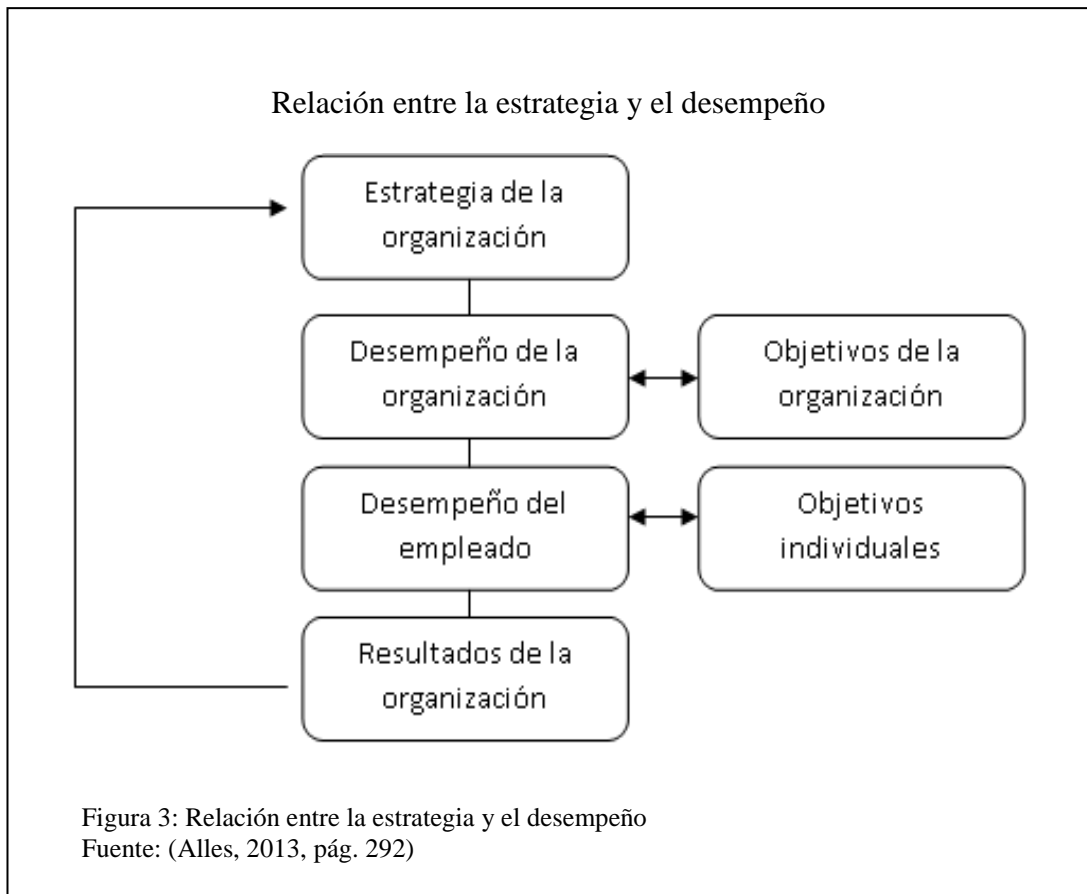 Relación entre la estrategia y el desempeño
Estrategia de la
organización
Desempeño de la
organización
Objetivos de la
organización
Desempeño del
empleado
Objetivos
individuales
Resultados de la
organización
Figura 3: Relación entre la estrategia y el desempeño
Fuente: (Alles, 2013, pág. 292)